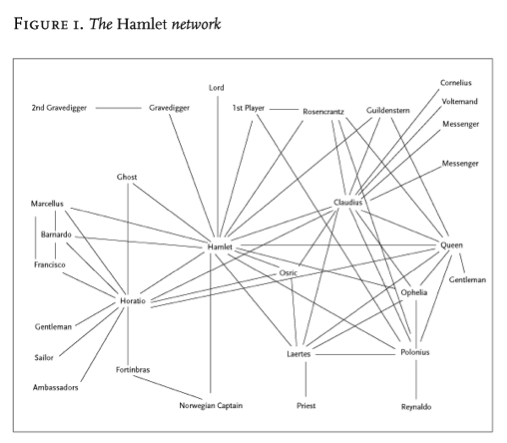 FIGURE 1. The Hamlet network
Cornelius
Lord
Voltemand
2nd Gravedigger
Gravedigger
1st Player
Rosencrantz
Guildenstern
Messenger
Messenger
Ghost
Marcellus
Claudius
Barnardo
Hamlet
Queen
Francisco
Osric
Gentleman
Ophelia
Horatio
Gentleman
Laertes
Polonius
Sailor
Fortinbras
Ambassadors
Norwegian Captain
Priest
Reynaldo